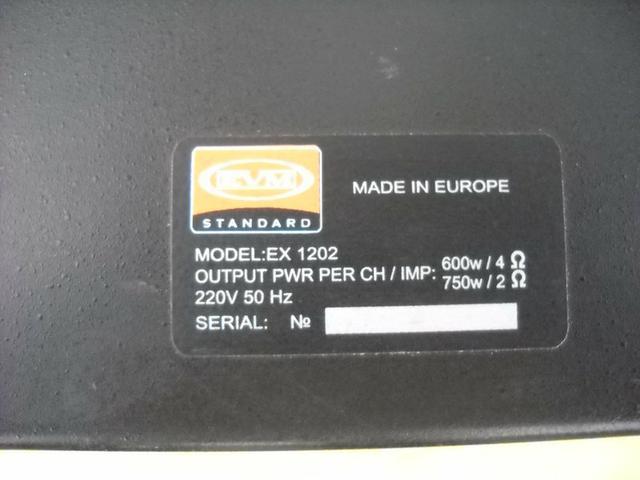 EVM
STANDARD
MADE IN EUROPE
MODEL:EX 1202
OUTPUT PWR PER CH / IMP: 600w / 4 Ω
750w / 2 Ω
220V 50 Hz
SERIAL: №